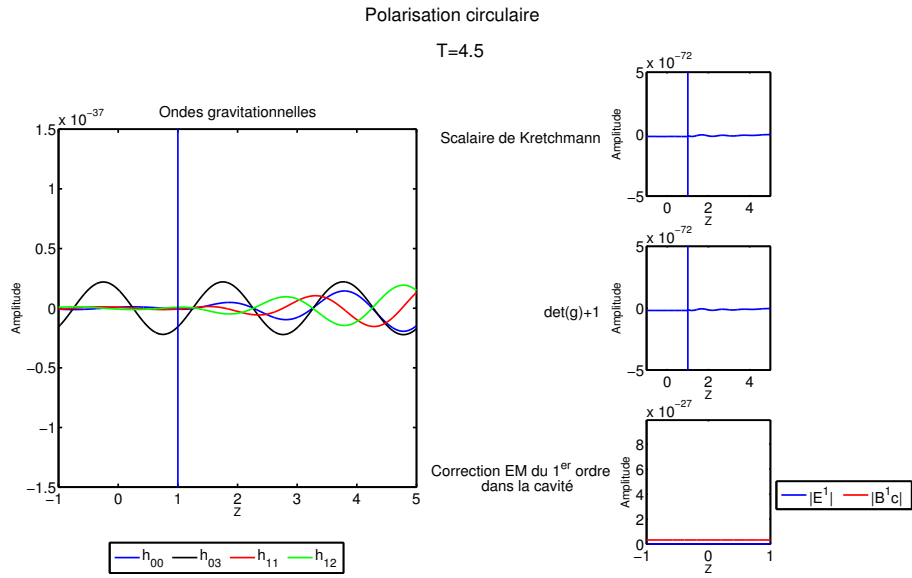 Polarisation circulaire
T=4.5
Ondes gravitationnelles
x 10^-37
1.5
1
0.5
0
−0.5
−1
−1.5
Amplitude
−1 0 1 2 3 4 5
Z
h_00 h_03 h_11 h_12
Scalaire de Kretchmann
x 10^-72
5
0
−5
Amplitude
0 2 4
Z
det(g)+1
x 10^-72
5
0
−5
Amplitude
0 2 4
Z
Correction EM du 1^er ordre
dans la cavité
x 10^-27
8
6
4
2
0
Amplitude
−1 0 1
Z
|E^1| |B^1c|